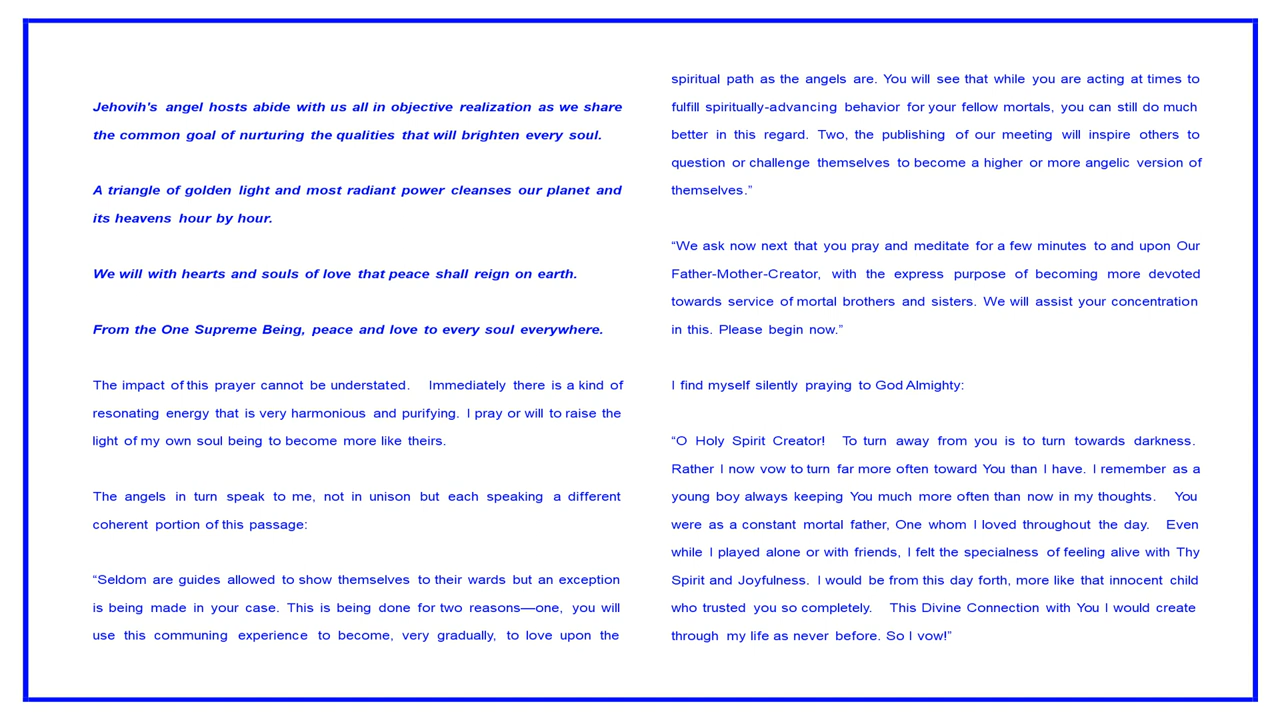 Jehovih's angel hosts abide with us all in objective realization as we share
the common goal of nurturing the qualities that will brighten every soul.
A triangle of golden light and most radiant power cleanses our planet and
its heavens hour by hour.
We will with hearts and souls of love that peace shall reign on earth.
From the One Supreme Being, peace and love to every soul everywhere.
The impact of this prayer cannot be understated. Immediately there is a kind of
resonating energy that is very harmonious and purifying. I pray or will to raise the
light of my own soul being to become more like theirs.
The angels in turn speak to me, not in unison but each speaking a different
coherent portion of this passage:
“Seldom are guides allowed to show themselves to their wards but an exception
is being made in your case. This is being done for two reasons—one, you will
use this communing experience to become, very gradually, to love upon the
spiritual path as the angels are. You will see that while you are acting at times to
fulfill spiritually-advancing behavior for your fellow mortals, you can still do much
better in this regard. Two, the publishing of our meeting will inspire others to
question or challenge themselves to become a higher or more angelic version of
themselves.”
“We ask now next that you pray and meditate for a few minutes to and upon Our
Father-Mother-Creator, with the express purpose of becoming more devoted
towards service of mortal brothers and sisters. We will assist your concentration
in this. Please begin now.”
I find myself silently praying to God Almighty:
“O Holy Spirit Creator! To turn away from you is to turn towards darkness.
Rather I now vow to turn far more often toward You than I have. I remember as a
young boy always keeping You much more often than now in my thoughts. You
were as a constant mortal father, One whom I loved throughout the day. Even
while I played alone or with friends, I felt the specialness of feeling alive with Thy
Spirit and Joyfulness. I would be from this day forth, more like that innocent child
who trusted you so completely. This Divine Connection with You I would create
through my life as never before. So I vow!”